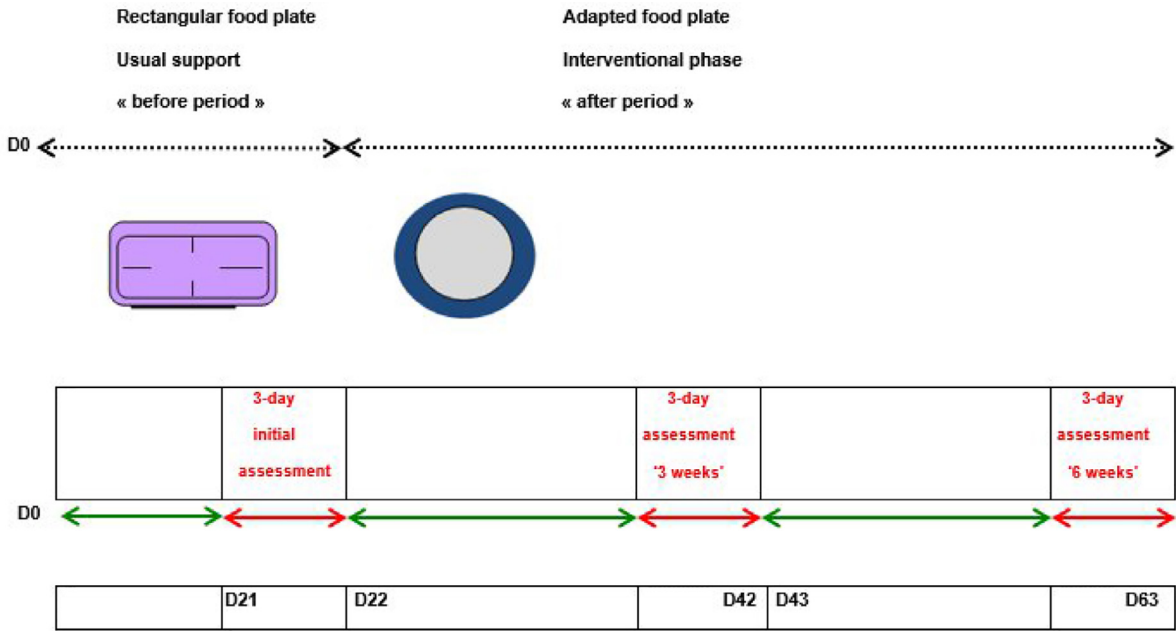 Rectangular food plate
Usual support
« before period »
Adapted food plate
Interventional phase
« after period »
D0
3-day
initial
assessment
3-day
assessment
'3 weeks'
3-day
assessment
'6 weeks'
D0
D21
D22
D42
D43
D63